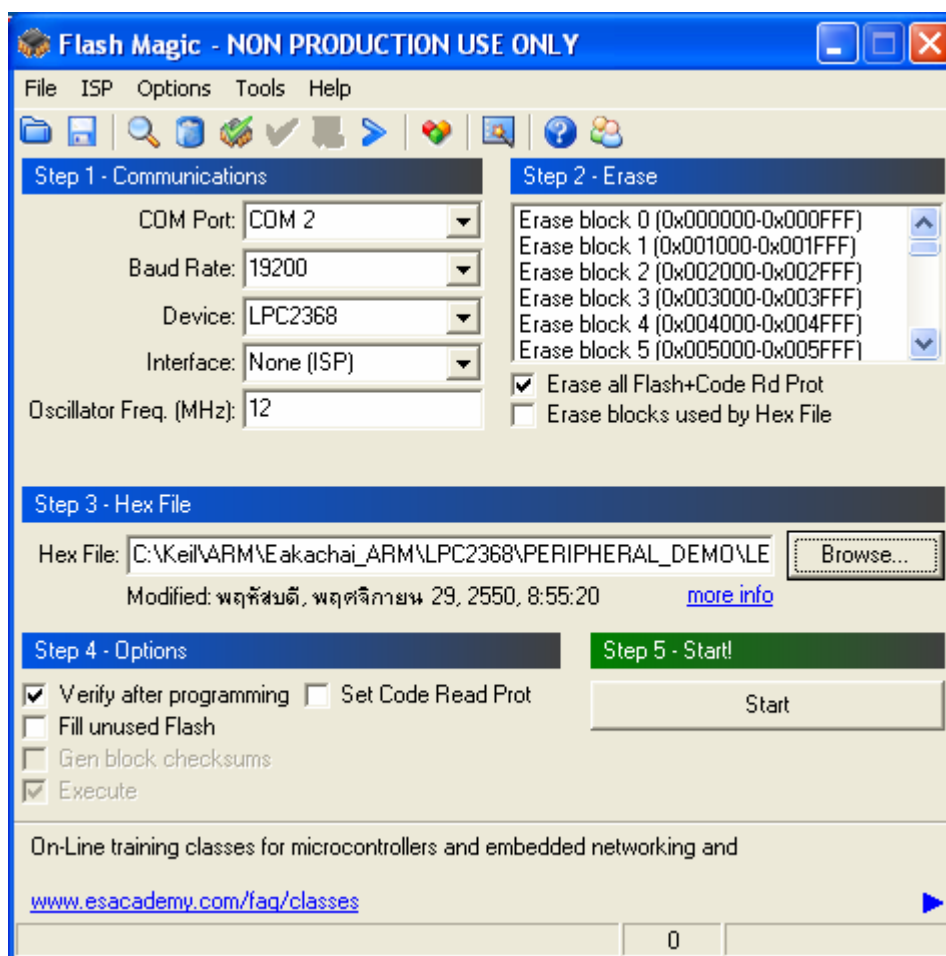 Flash Magic - NON PRODUCTION USE ONLY
File ISP Options Tools Help
Step 1 - Communications
COM Port: COM 2
Baud Rate: 19200
Device: LPC2368
Interface: None (ISP)
Oscillator Freq. (MHz): 12
Step 2 - Erase
Erase block 0 (0x000000-0x000FFF)
Erase block 1 (0x001000-0x001FFF)
Erase block 2 (0x002000-0x002FFF)
Erase block 3 (0x003000-0x003FFF)
Erase block 4 (0x004000-0x004FFF)
Erase block 5 (0x005000-0x005FFF)
Erase all Flash+Code Rd Prot
Erase blocks used by Hex File
Step 3 - Hex File
Hex File: C:\Keil\ARM\Eakachai_ARM\LPC2368\PERIPHERAL_DEMO\LE Browse...
Modified: พฤหัสบดี, พฤศจิกายน 29, 2550, 8:55:20 more info
Step 4 - Options
Verify after programming Set Code Read Prot
Fill unused Flash
Gen block checksums
Execute
Step 5 - Start!
Start
On-Line training classes for microcontrollers and embedded networking and
www.esacademy.com/faq/classes
0